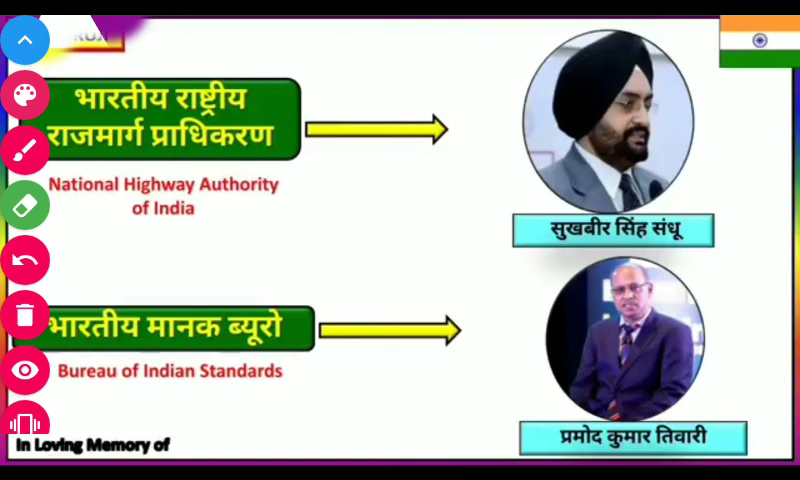 भारतीय राष्ट्रीय
राजमार्ग प्राधिकरण
National Highway Authority
of India
सुखबीर सिंह संधू
भारतीय मानक ब्यूरो
Bureau of Indian Standards
प्रमोद कुमार तिवारी
In Loving Memory of